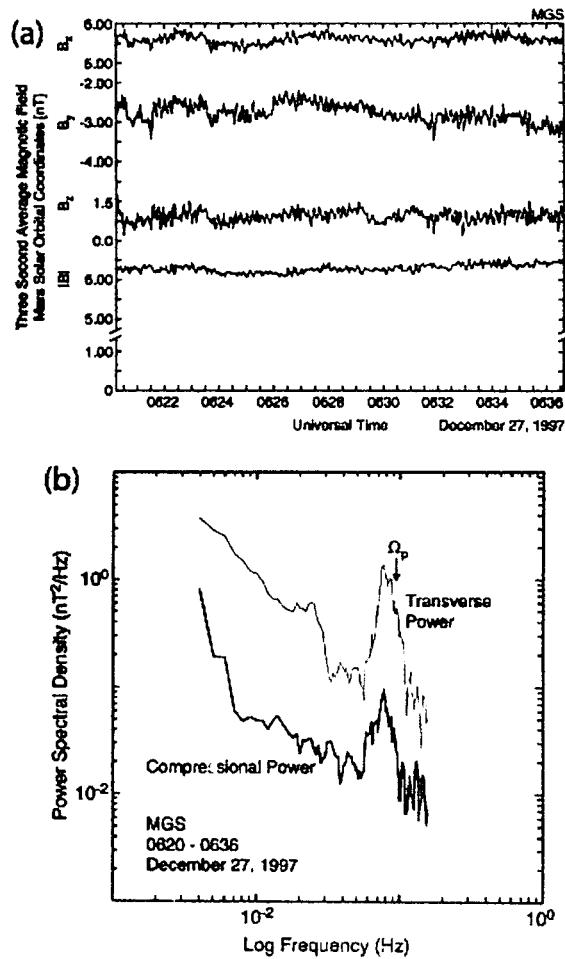 (a)
MGS
Three Second Average Magnetic Field
Mars Solar Orbital Coordinates (nT)
Bx
6.00
5.00
By
-2.00
-3.00
-4.00
Bz
1.5
0.0
|B|
6.00
5.00
1.00
0
0622 0624 0626 0628 0630 0632 0634 0636
Universal Time December 27, 1997
(b)
Power Spectral Density (nT²/Hz)
10⁰
10⁻²
Ωp
Transverse
Power
Compressional Power
MGS
0620 - 0636
December 27, 1997
10⁻² 10⁰
Log Frequency (Hz)